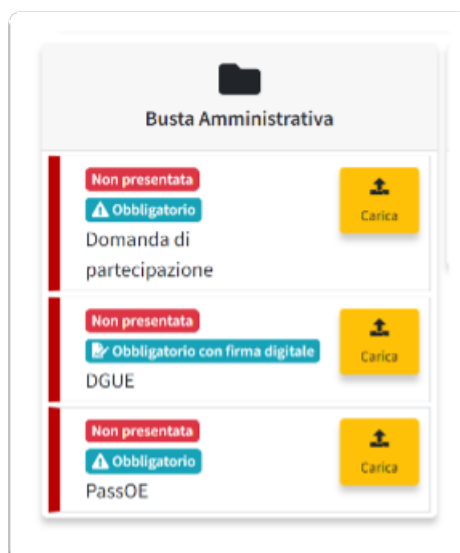 Busta Amministrativa
Non presentata
Obbligatorio
Carica
Domanda di
partecipazione
Non presentata
Obbligatorio con firma digitale
Carica
DGUE
Non presentata
Obbligatorio
Carica
PassOE